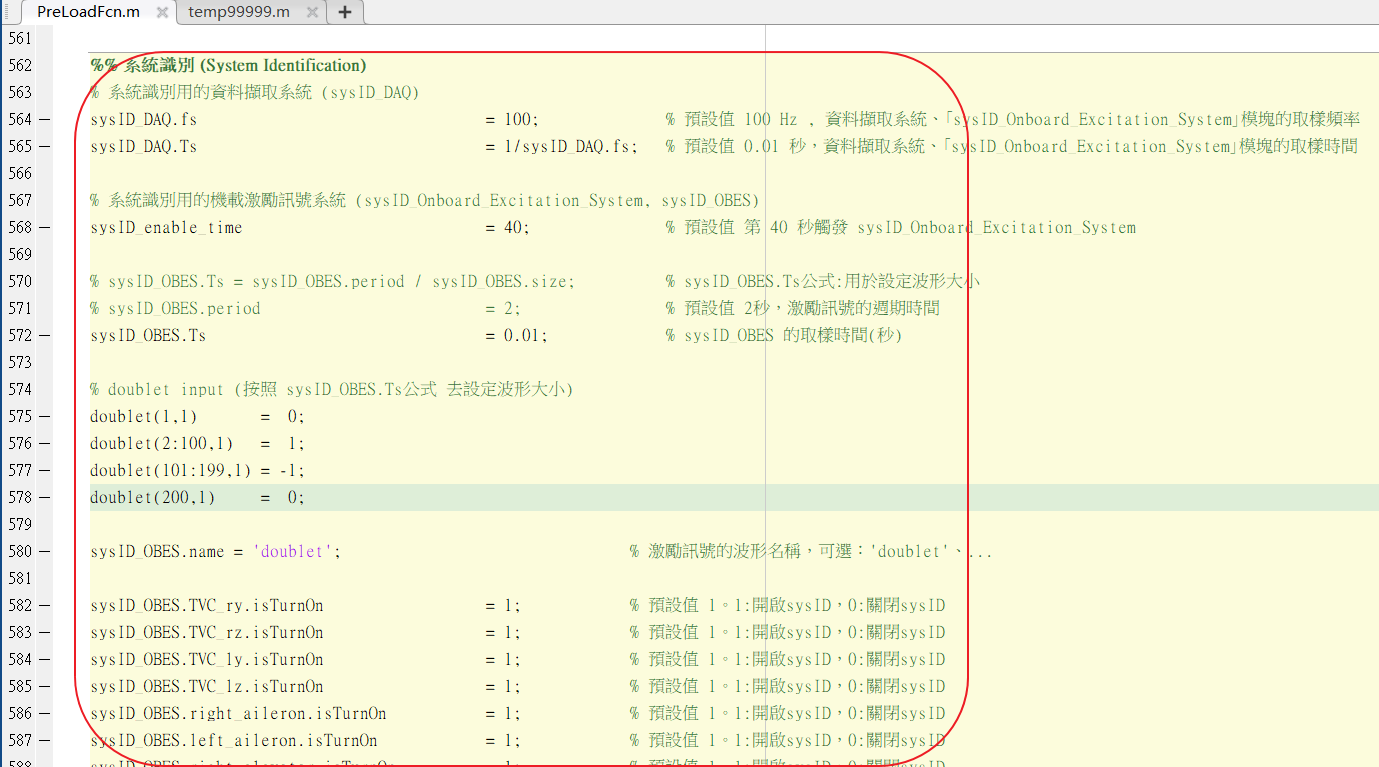 PreLoadFcn.m × temp99999.m × +
561
562 %% 系統識別 (System Identification)
563 % 系統識別用的資料擷取系統 (sysID_DAQ)
564 — sysID_DAQ.fs = 100; % 預設值 100 Hz , 資料擷取系統、「sysID_Onboard_Excitation_System」模塊的取樣頻率
565 — sysID_DAQ.Ts = 1/sysID_DAQ.fs; % 預設值 0.01 秒，資料擷取系統、「sysID_Onboard_Excitation_System」模塊的取樣時間
566
567 % 系統識別用的機載激勵訊號系統 (sysID_Onboard_Excitation_System, sysID_OBES)
568 — sysID_enable_time = 40; % 預設值 第 40 秒觸發 sysID_Onboard_Excitation_System
569
570 % sysID_OBES.Ts = sysID_OBES.period / sysID_OBES.size; % sysID_OBES.Ts公式:用於設定波形大小
571 % sysID_OBES.period = 2; % 預設值 2秒，激勵訊號的週期時間
572 — sysID_OBES.Ts = 0.01; % sysID_OBES 的取樣時間(秒)
573
574 % doublet input (按照 sysID_OBES.Ts公式 去設定波形大小)
575 — doublet(1,1) = 0;
576 — doublet(2:100,1) = 1;
577 — doublet(101:199,1) = -1;
578 — doublet(200,1) = 0;
579
580 — sysID_OBES.name = 'doublet'; % 激勵訊號的波形名稱，可選：'doublet'、...
581
582 — sysID_OBES.TVC_ry.isTurnOn = 1; % 預設值 1。1:開啟sysID，0:關閉sysID
583 — sysID_OBES.TVC_rz.isTurnOn = 1; % 預設值 1。1:開啟sysID，0:關閉sysID
584 — sysID_OBES.TVC_ly.isTurnOn = 1; % 預設值 1。1:開啟sysID，0:關閉sysID
585 — sysID_OBES.TVC_lz.isTurnOn = 1; % 預設值 1。1:開啟sysID，0:關閉sysID
586 — sysID_OBES.right_aileron.isTurnOn = 1; % 預設值 1。1:開啟sysID，0:關閉sysID
587 — sysID_OBES.left_aileron.isTurnOn = 1; % 預設值 1。1:開啟sysID，0:關閉sysID